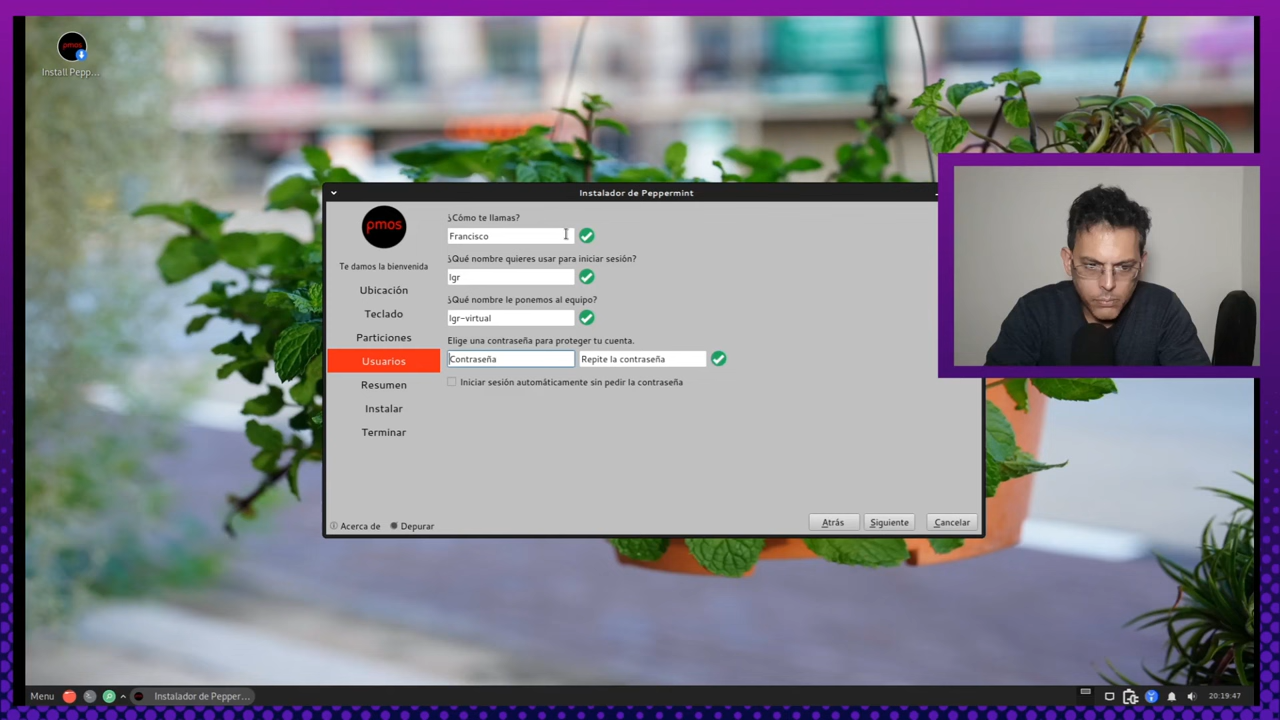 pmos
Install Pepp...
Instalador de Peppermint
pmos
Te damos la bienvenida
Ubicación
Teclado
Particiones
Usuarios
Resumen
Instalar
Terminar
¿Cómo te llamas?
Francisco
¿Qué nombre quieres usar para iniciar sesión?
lgr
¿Qué nombre le ponemos al equipo?
lgr-virtual
Elige una contraseña para proteger tu cuenta.
Contraseña
Repite la contraseña
Iniciar sesión automáticamente sin pedir la contraseña
Acerca de
Depurar
Atrás
Siguiente
Cancelar
Menu
Instalador de Pepper...
20:19:47